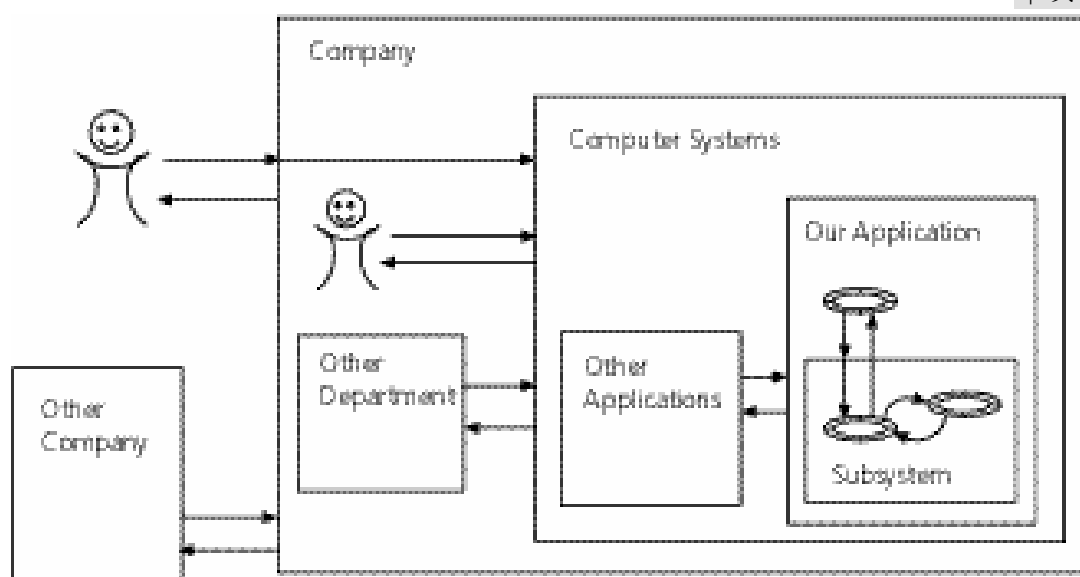 Company
Computer Systems
Our Application
Other
Department
Other
Applications
Other
Company
Subsystem